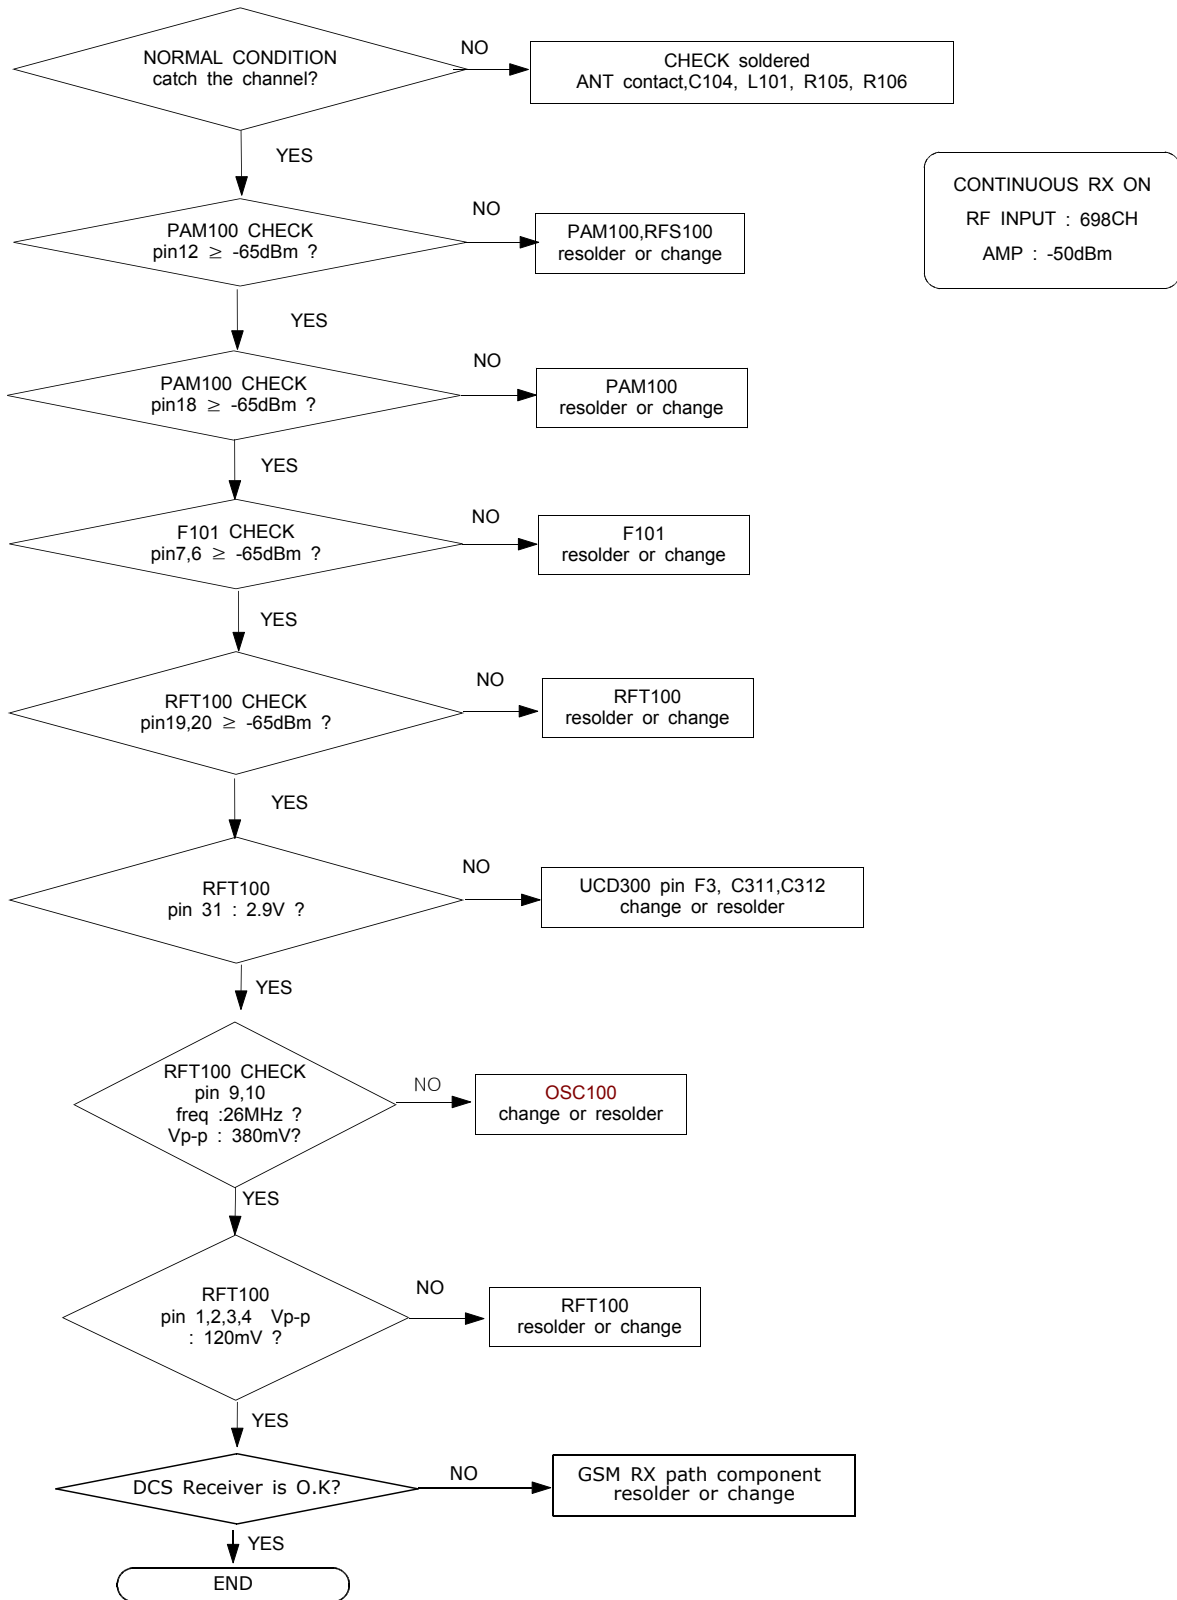 NORMAL CONDITION
catch the channel?
NO
CHECK soldered
ANT contact,C104, L101, R105, R106
YES
CONTINUOUS RX ON
RF INPUT : 698CH
AMP : -50dBm
PAM100 CHECK
pin12 ≥ -65dBm ?
NO
PAM100,RFS100
resolder or change
YES
PAM100 CHECK
pin18 ≥ -65dBm ?
NO
PAM100
resolder or change
YES
F101 CHECK
pin7,6 ≥ -65dBm ?
NO
F101
resolder or change
YES
RFT100 CHECK
pin19,20 ≥ -65dBm ?
NO
RFT100
resolder or change
YES
RFT100
pin 31 : 2.9V ?
NO
UCD300 pin F3, C311,C312
change or resolder
YES
RFT100 CHECK
pin 9,10
freq :26MHz ?
Vp-p : 380mV?
NO
OSC100
change or resolder
YES
RFT100
pin 1,2,3,4 Vp-p
: 120mV ?
NO
RFT100
resolder or change
YES
DCS Receiver is O.K?
NO
GSM RX path component
resolder or change
YES
END